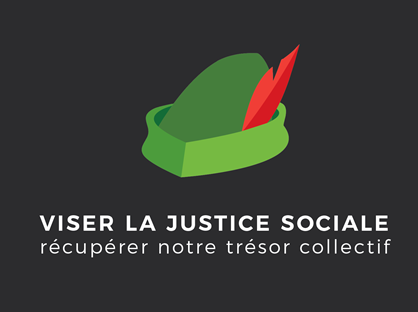 VISER LA JUSTICE SOCIALE
récupérer notre trésor collectif